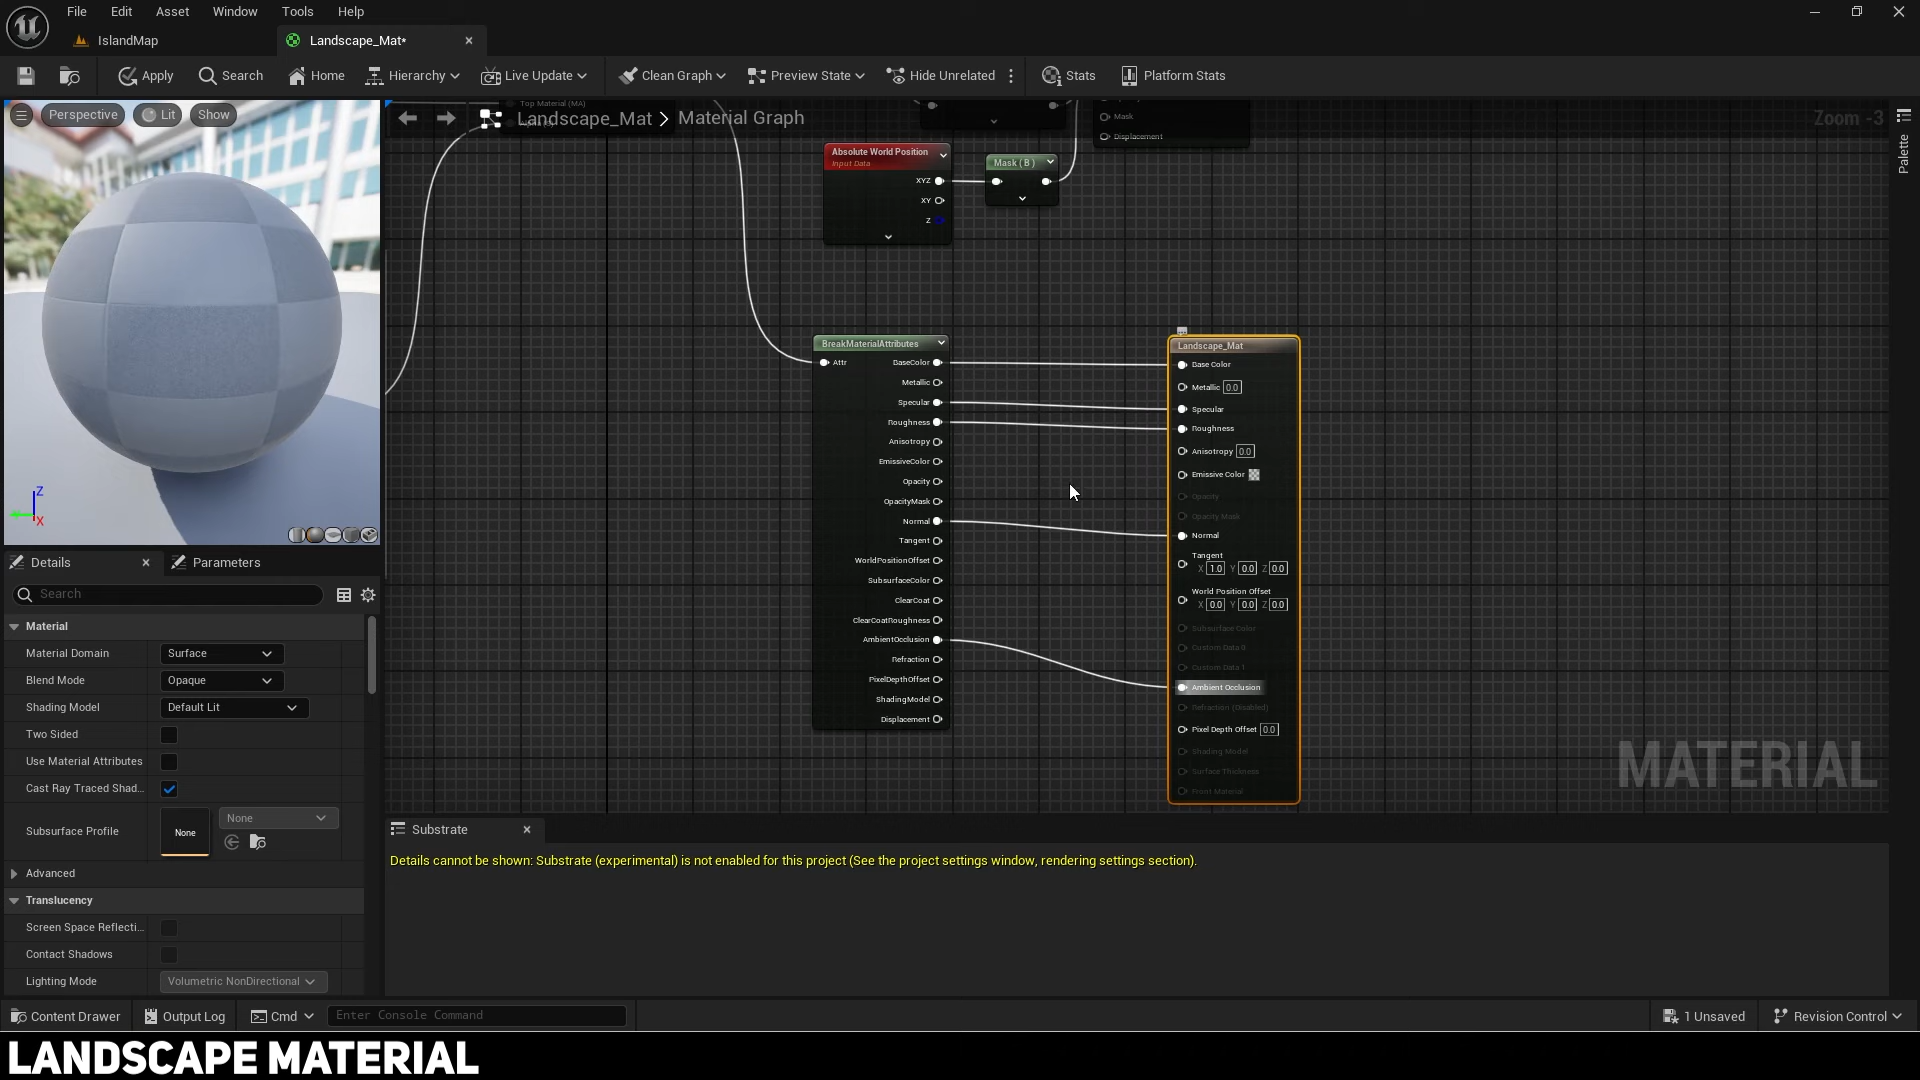 File Edit Asset Window Tools Help
IslandMap Landscape_Mat*
Apply Search Home Hierarchy Live Update Clean Graph Preview State Hide Unrelated Stats Platform Stats
Perspective Lit Show
Top Material (MA)
Landscape_Mat > Material Graph
Zoom -3
Palette
Mask
Displacement
Absolute World Position
Input Data
XYZ
XY
Z
Mask ( B )
BreakMaterialAttributes
Attr BaseColor
Metallic
Specular
Roughness
Anisotropy
EmissiveColor
Opacity
OpacityMask
Normal
Tangent
WorldPositionOffset
SubsurfaceColor
ClearCoat
ClearCoatRoughness
AmbientOcclusion
Refraction
PixelDepthOffset
ShadingModel
Displacement
Landscape_Mat
Base Color
Metallic 0.0
Specular
Roughness
Anisotropy 0.0
Emissive Color
Opacity
Opacity Mask
Normal
Tangent
X 1.0 Y 0.0 Z 0.0
World Position Offset
X 0.0 Y 0.0 Z 0.0
Subsurface Color
Custom Data 0
Custom Data 1
Ambient Occlusion
Refraction (Disabled)
Pixel Depth Offset 0.0
Shading Model
Surface Thickness
Front Material
MATERIAL
Z
X
Details Parameters
Search
Material
Material Domain Surface
Blend Mode Opaque
Shading Model Default Lit
Two Sided
Use Material Attributes
Cast Ray Traced Shad...
Subsurface Profile None None
Advanced
Translucency
Screen Space Reflecti...
Contact Shadows
Lighting Mode Volumetric NonDirectional
Substrate
Details cannot be shown: Substrate (experimental) is not enabled for this project (See the project settings window, rendering settings section).
Content Drawer Output Log Cmd Enter Console Command 1 Unsaved Revision Control
LANDSCAPE MATERIAL